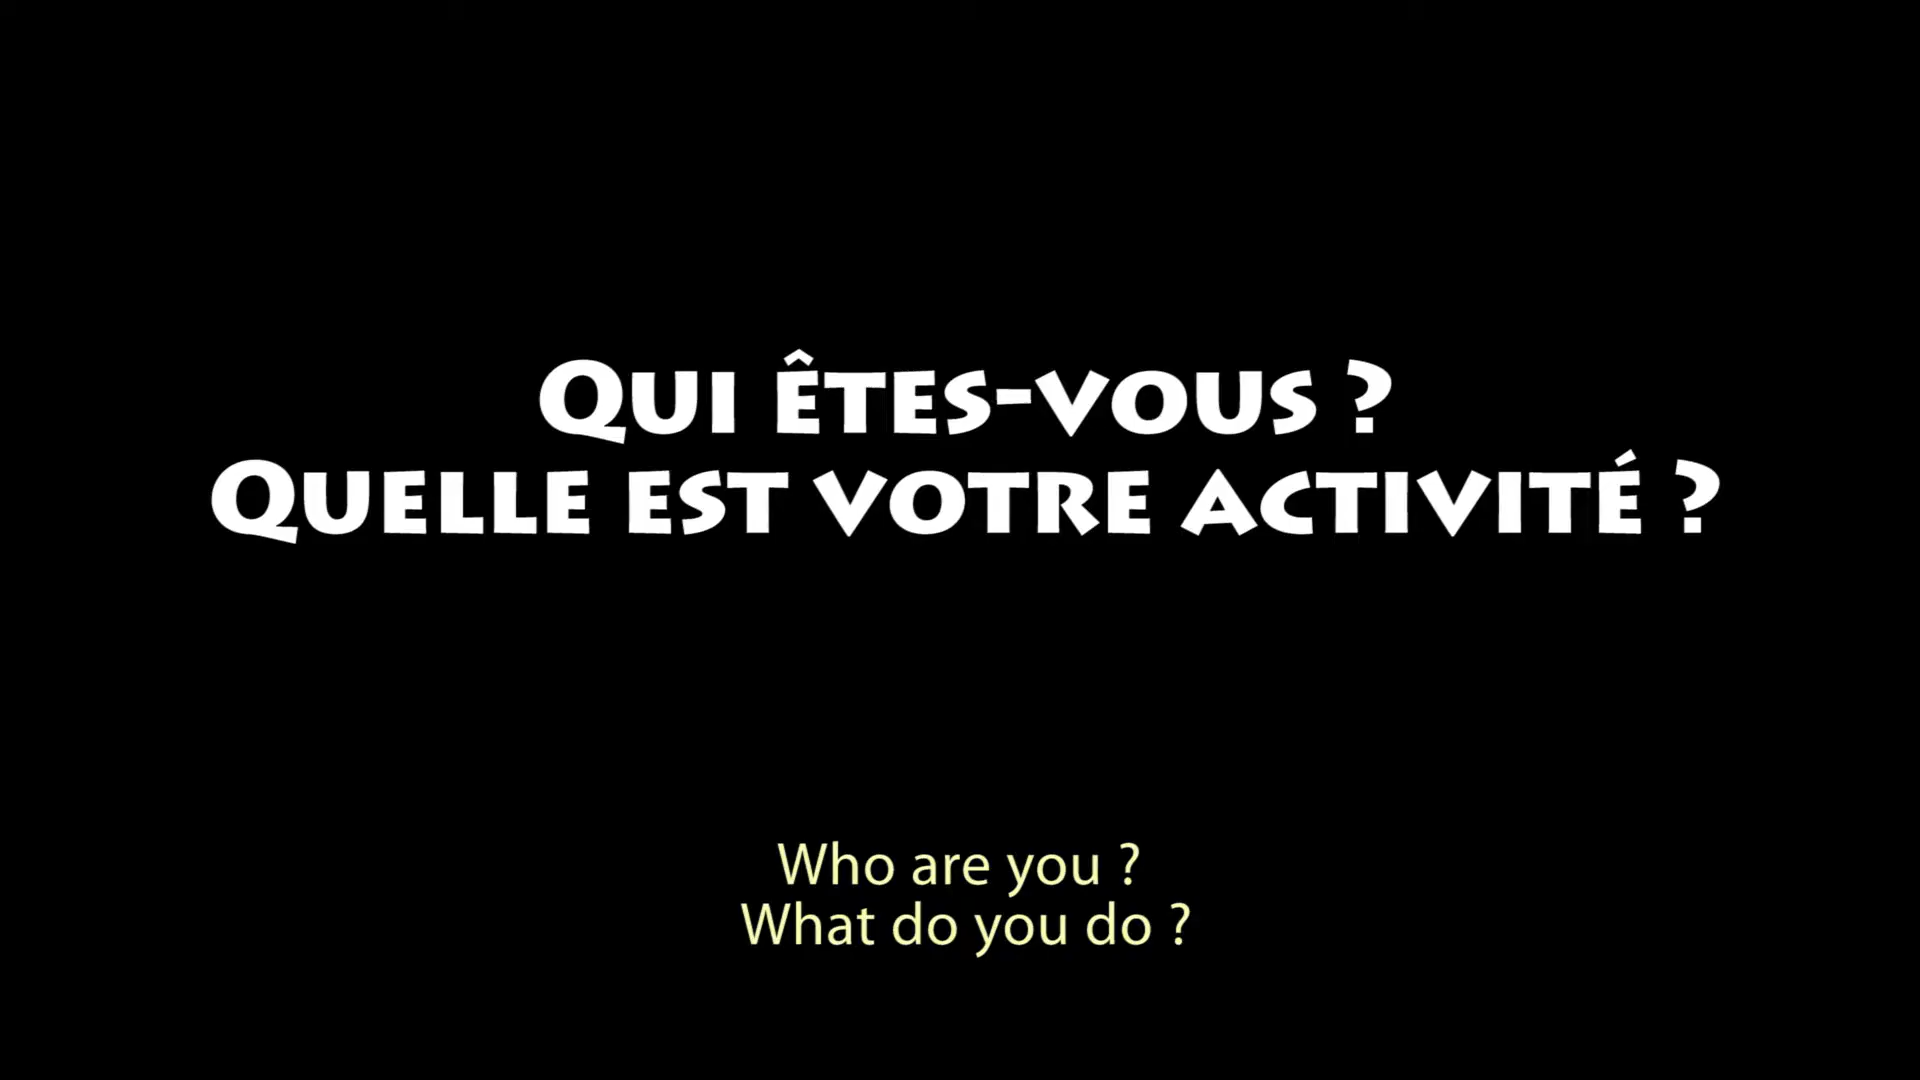 Qui êtes-vous ?
Quelle est votre activité ?
Who are you ?
What do you do ?